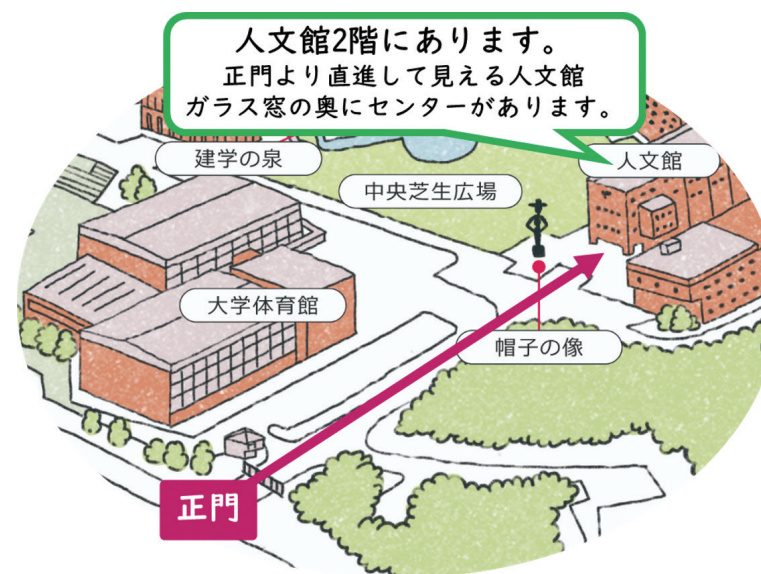 人文館2階にあります。
正門より直進して見える人文館
ガラス窓の奥にセンターがあります。
建学の泉
人文館
中央芝生広場
大学体育館
帽子の像
正門